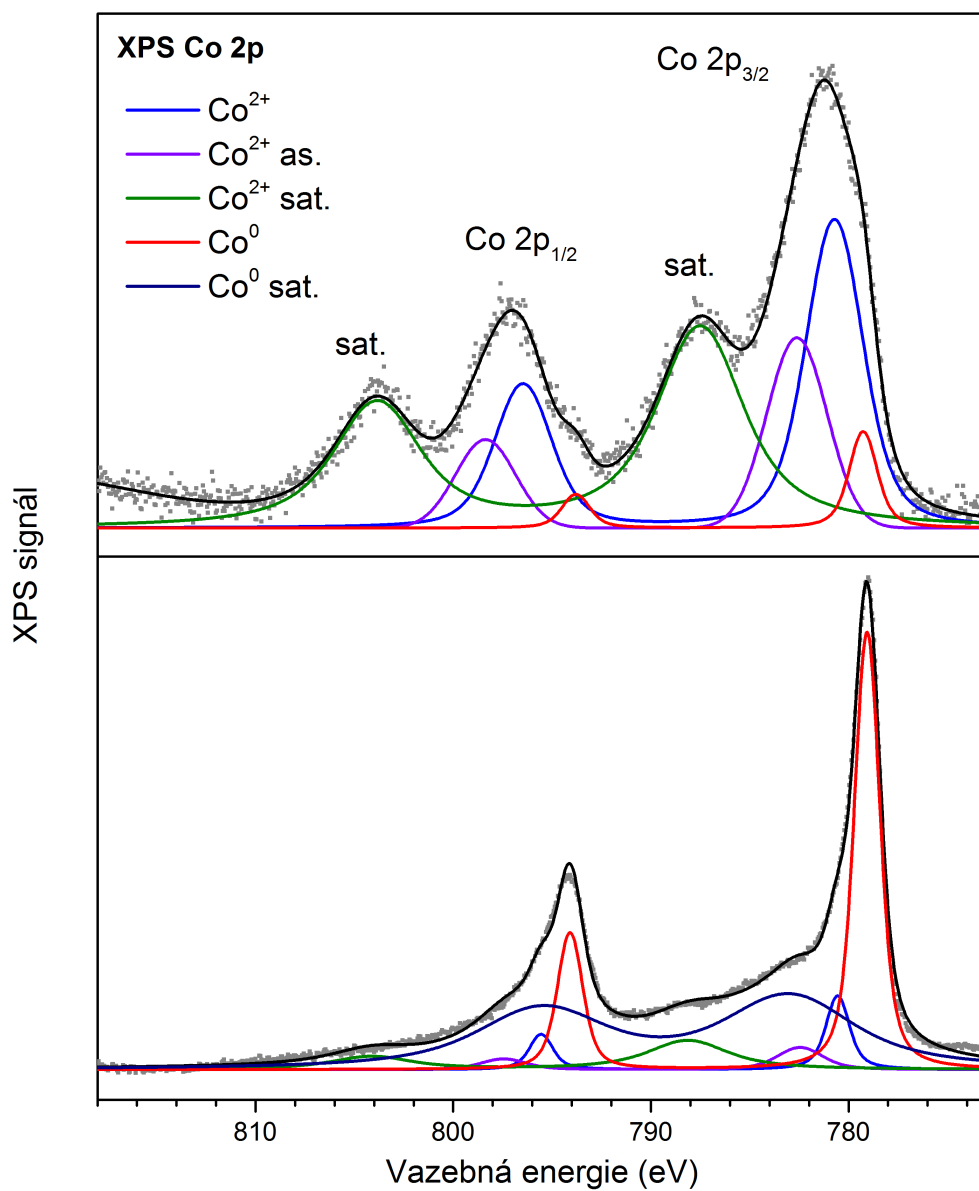 XPS Co 2p
Co 2p3/2
Co²⁺
Co²⁺ as.
Co²⁺ sat.
Co⁰
Co⁰ sat.
Co 2p1/2
sat.
sat.
XPS signál
810
800
790
780
Vazebná energie (eV)